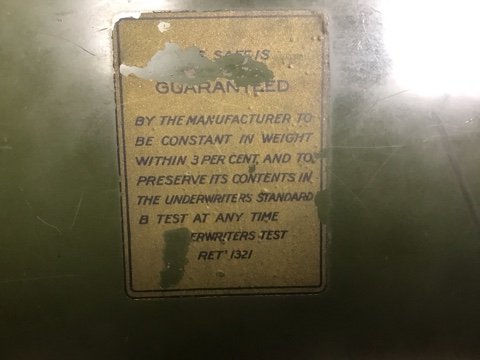 SAFE IS
GUARANTEED
BY THE MANUFACTURER TO
BE CONSTANT IN WEIGHT
WITHIN 3 PER CENT, AND TO
PRESERVE ITS CONTENTS IN
THE UNDERWRITERS STANDARD
B TEST AT ANY TIME
ERWRITERS TEST
RET' 1321